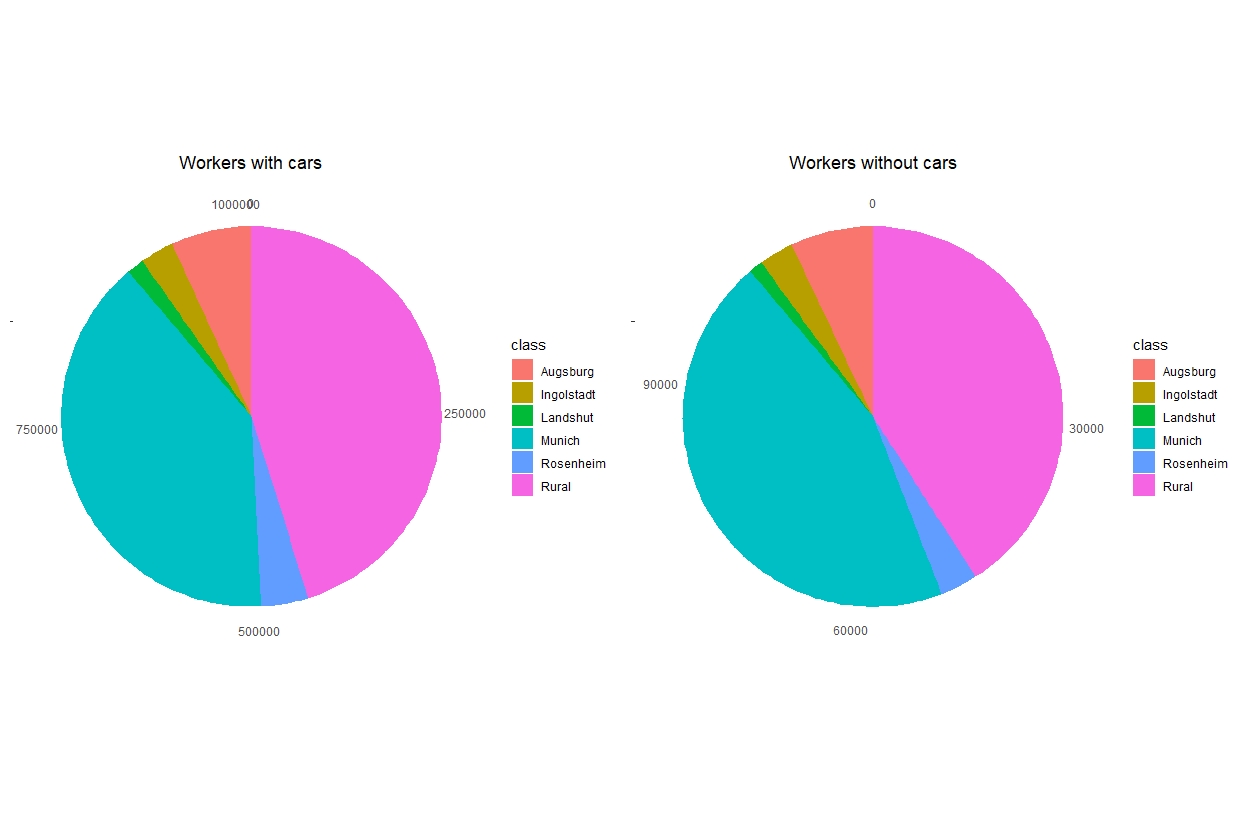 Workers with cars
1000000
0
250000
500000
750000
-
class
Augsburg
Ingolstadt
Landshut
Munich
Rosenheim
Rural
Workers without cars
0
30000
60000
90000
-
class
Augsburg
Ingolstadt
Landshut
Munich
Rosenheim
Rural